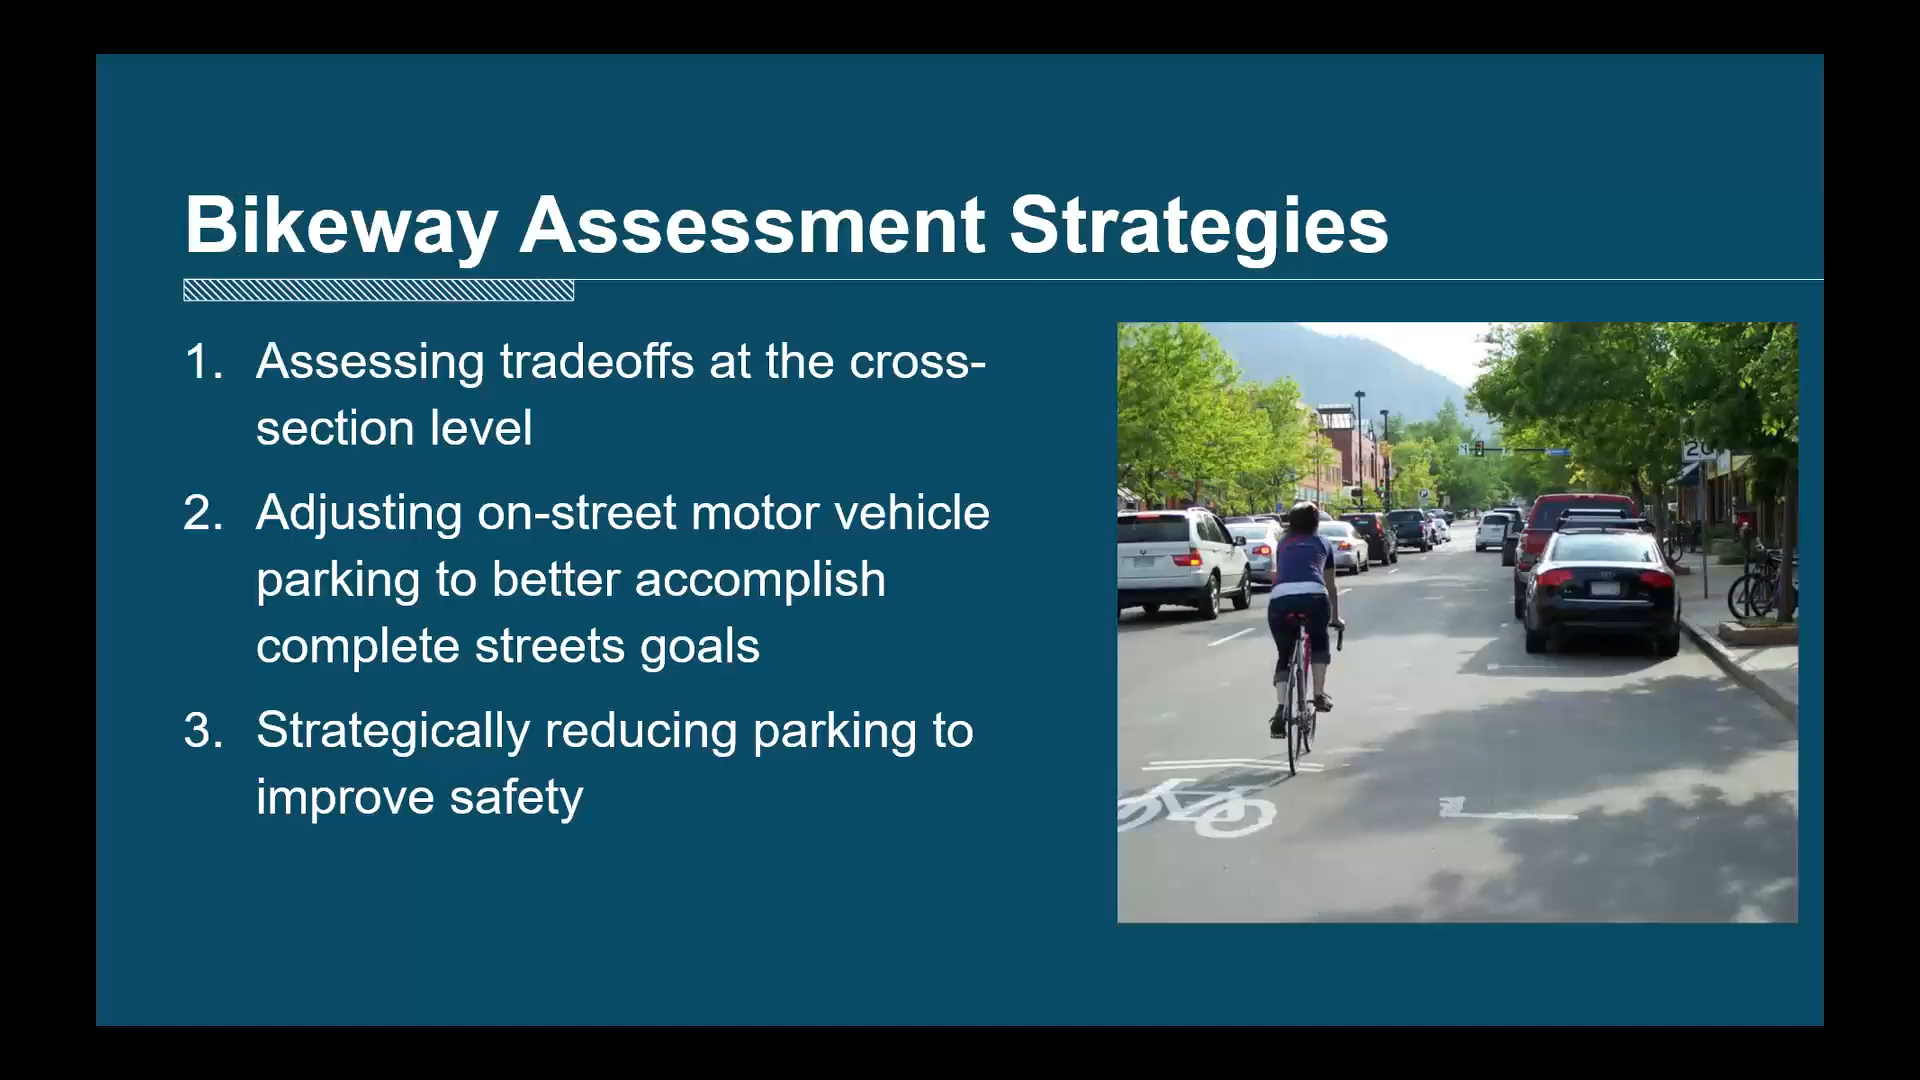 Bikeway Assessment Strategies
1. Assessing tradeoffs at the cross-
section level
2. Adjusting on-street motor vehicle
parking to better accomplish
complete streets goals
3. Strategically reducing parking to
improve safety
20